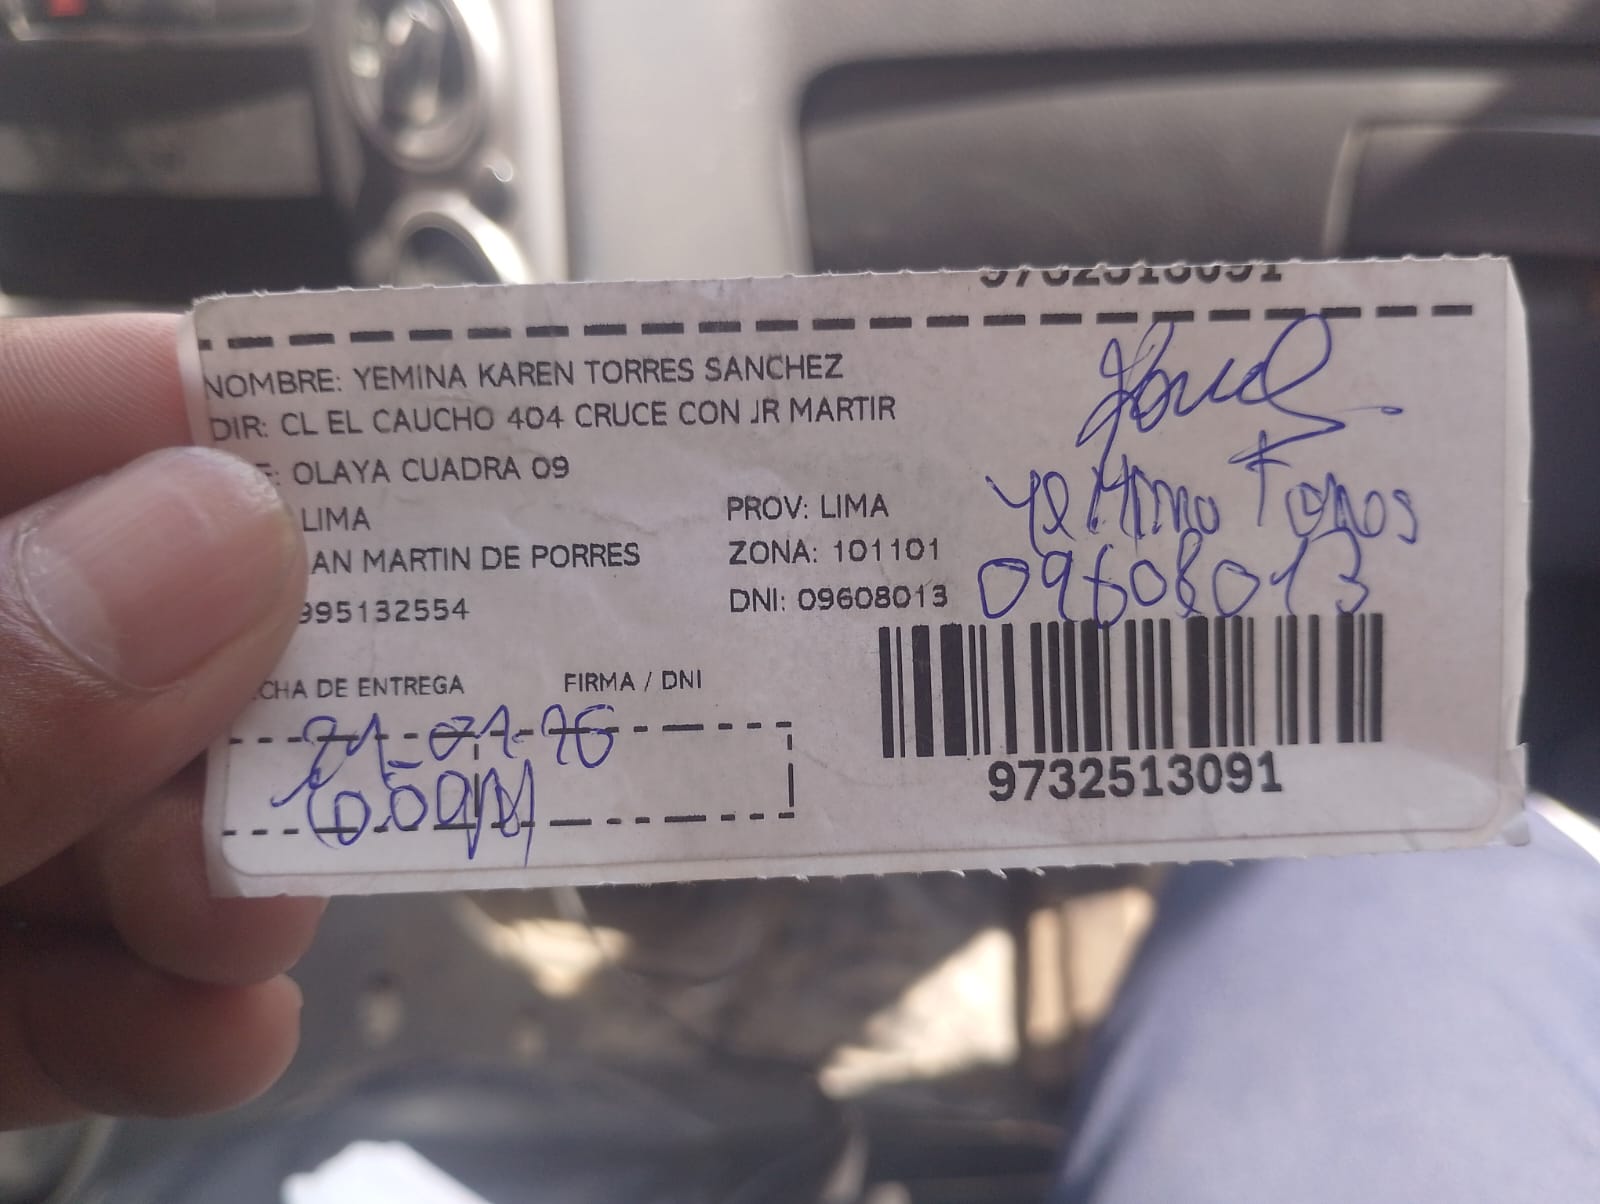 9732513091
NOMBRE: YEMINA KAREN TORRES SANCHEZ
DIR: CL EL CAUCHO 404 CRUCE CON JR MARTIR
OLAYA CUADRA 09
LIMA
PROV: LIMA
AN MARTIN DE PORRES
ZONA: 101101
995132554
DNI: 09608013
CHA DE ENTREGA
FIRMA / DNI
09608013
9732513091